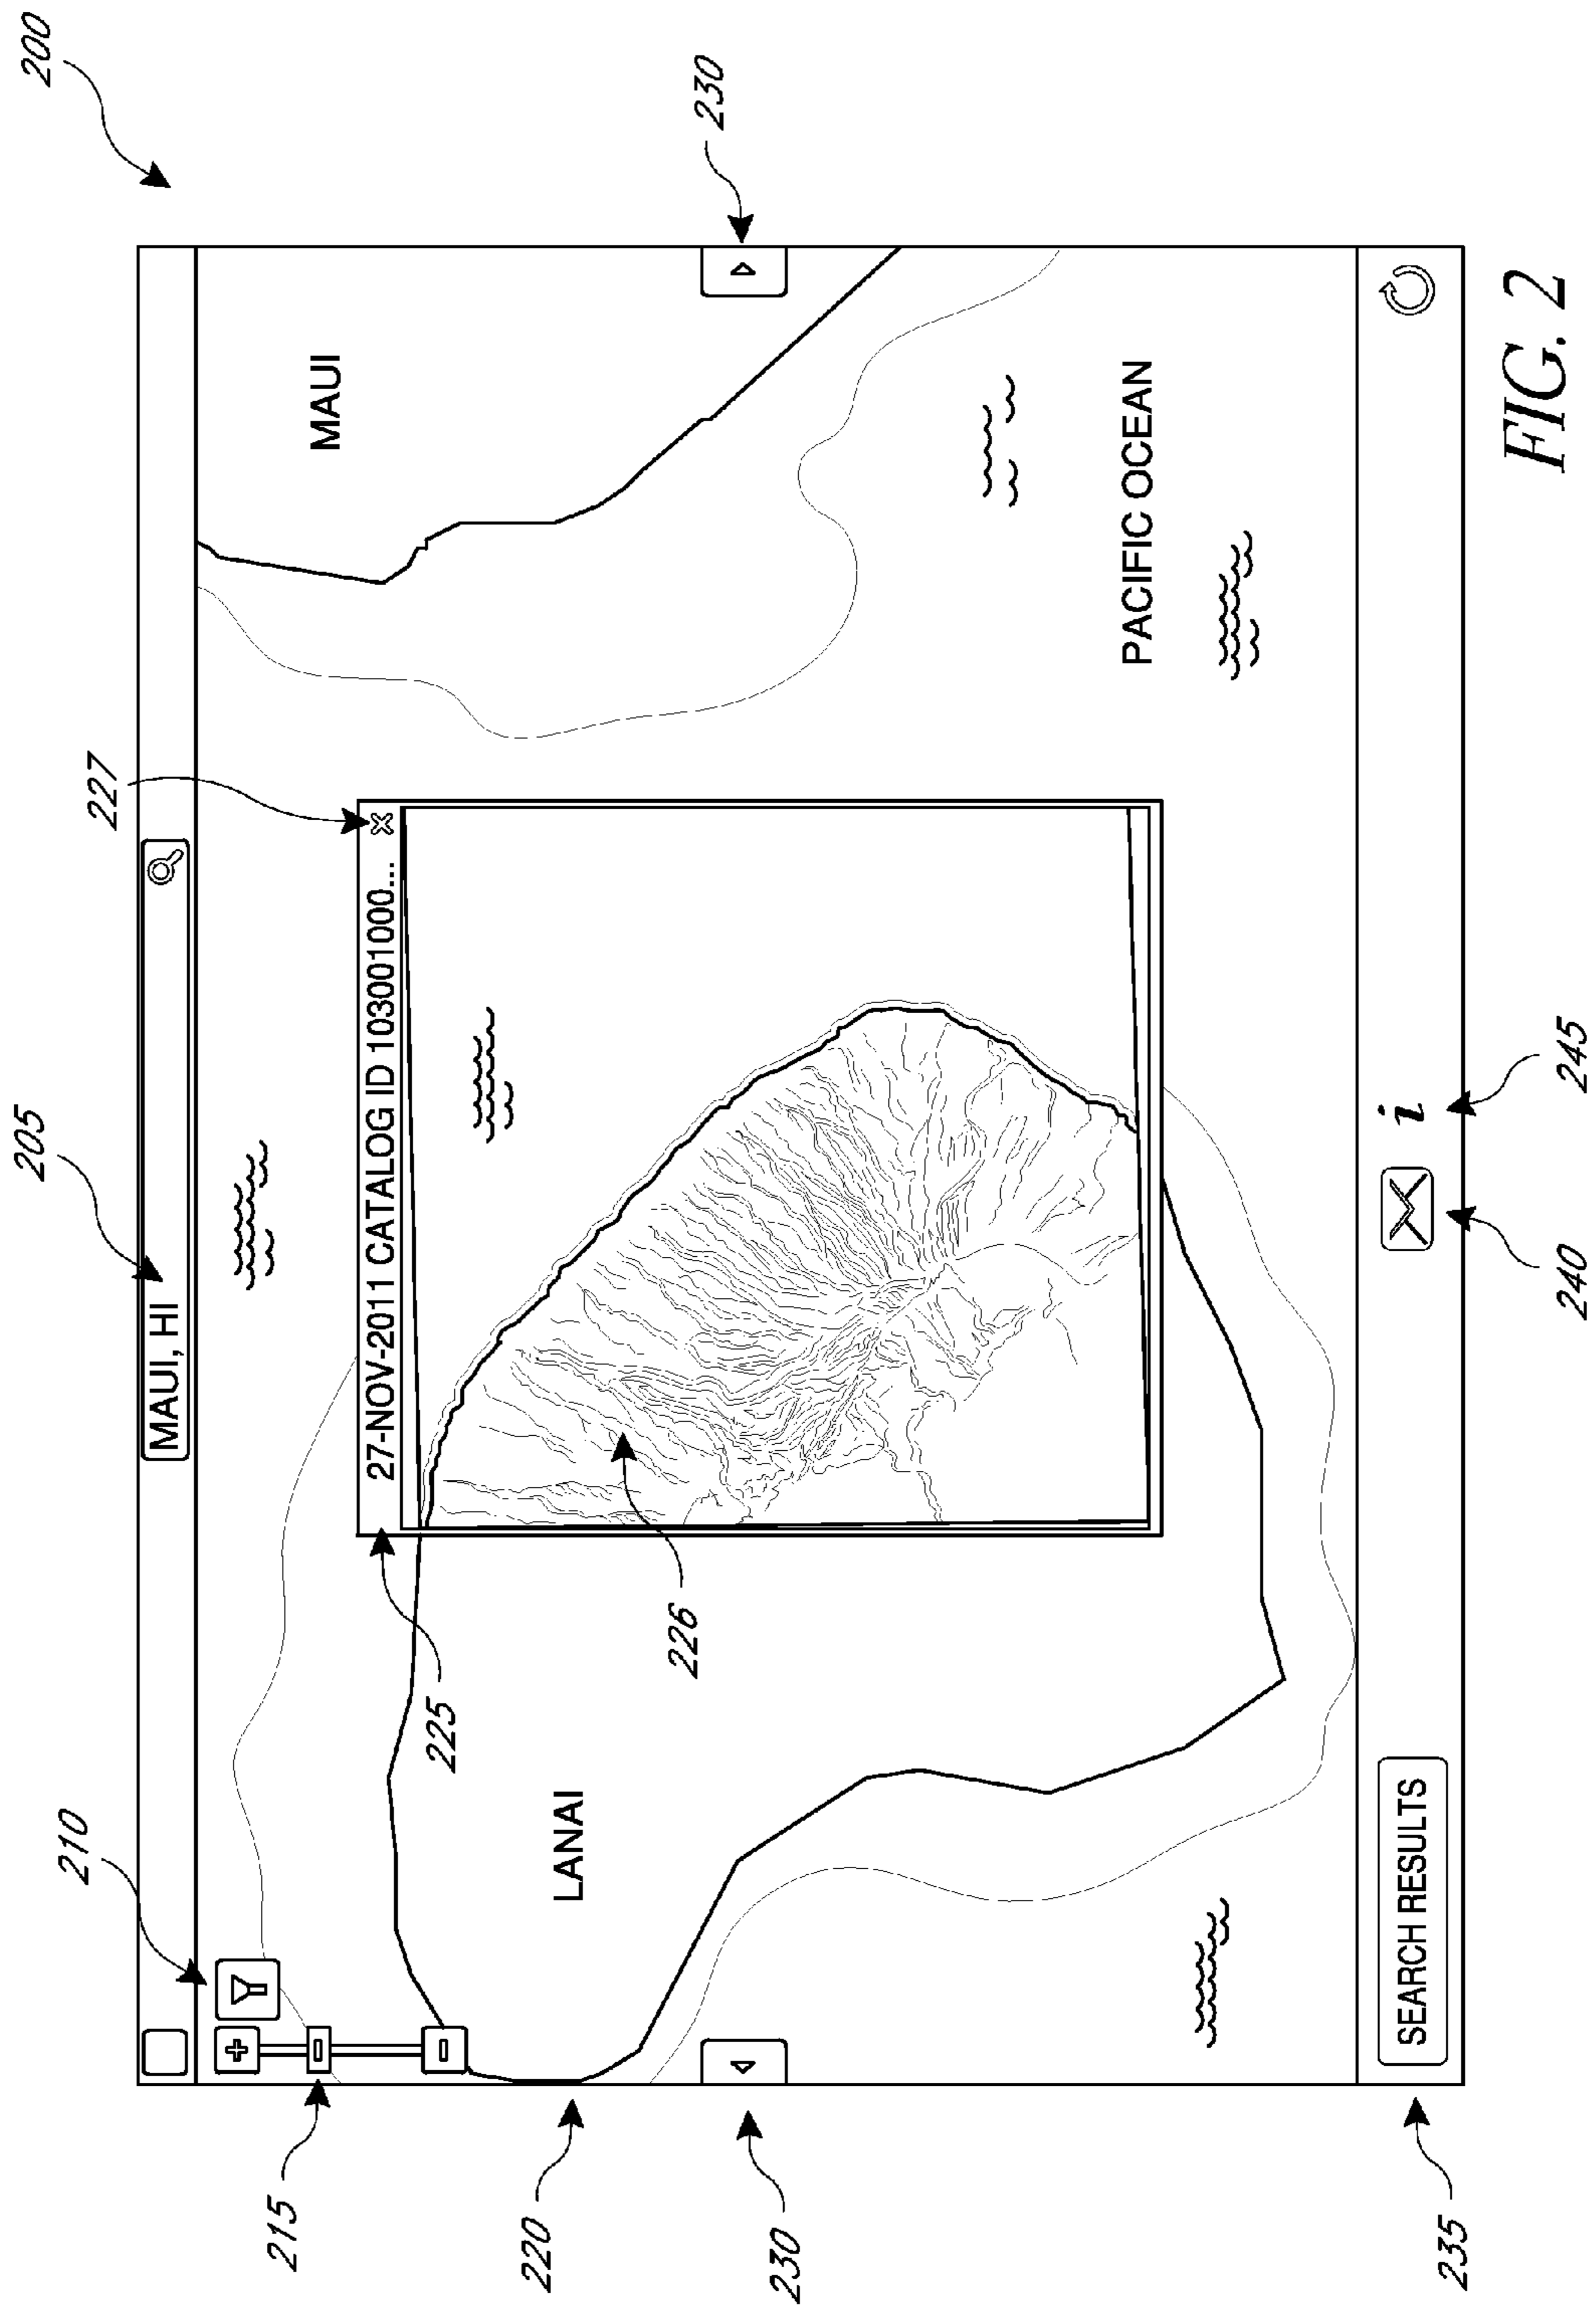 200
205
MAUI, HI
210
227
215
27-NOV-2011 CATALOG ID 103001000...
MAUI
225
220
LANAI
226
230
230
PACIFIC OCEAN
235
SEARCH RESULTS
i
240
245
FIG. 2